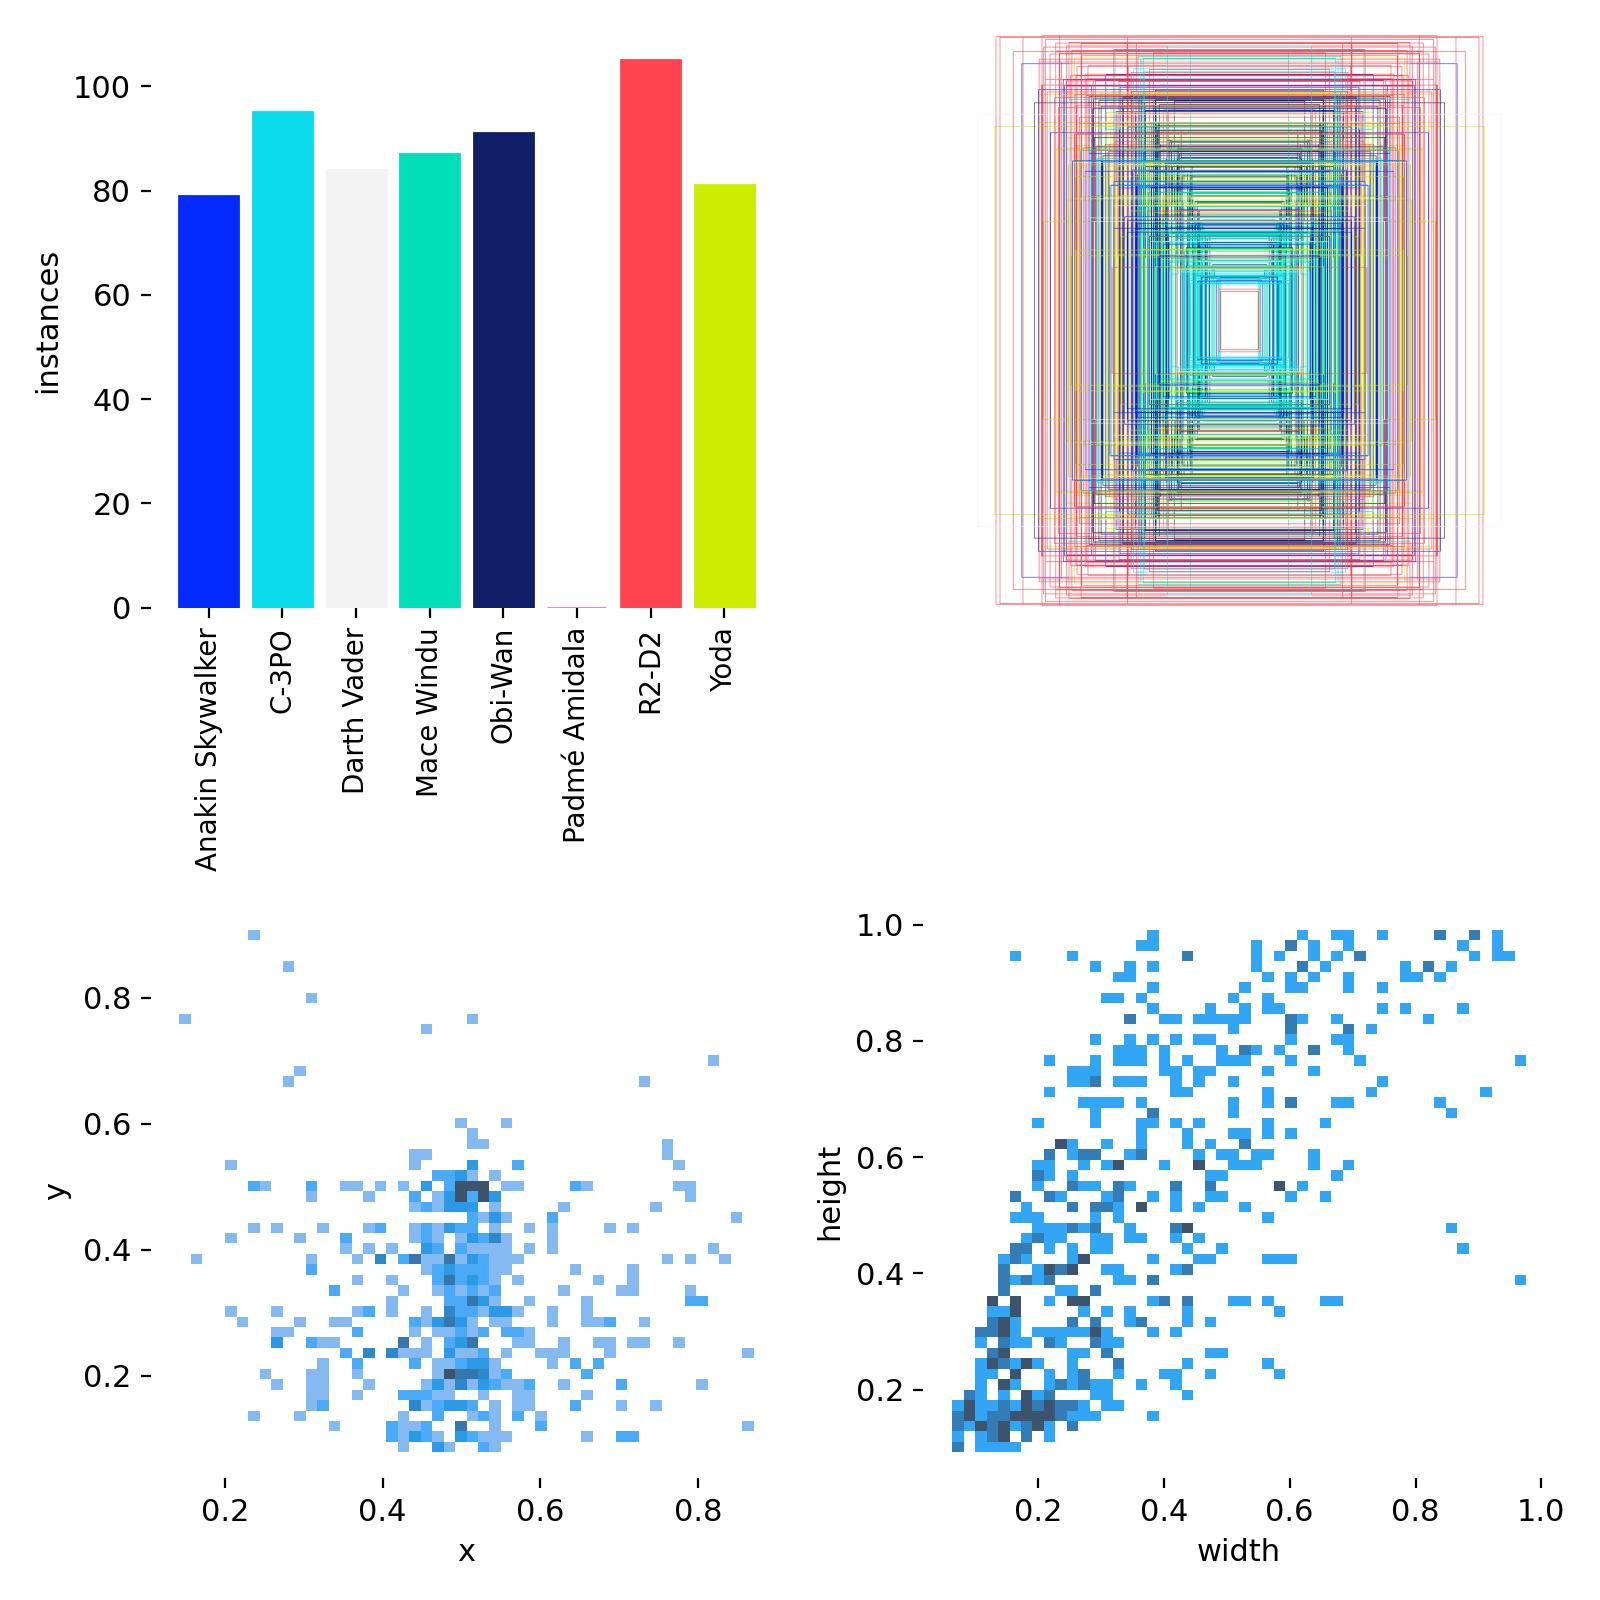 100
80
60
40
20
0
instances
Anakin Skywalker
C-3PO
Darth Vader
Mace Windu
Obi-Wan
Padmé Amidala
R2-D2
Yoda
0.8
0.6
0.4
0.2
y
0.2 0.4 0.6 0.8
x
1.0
0.8
0.6
0.4
0.2
height
0.2 0.4 0.6 0.8 1.0
width